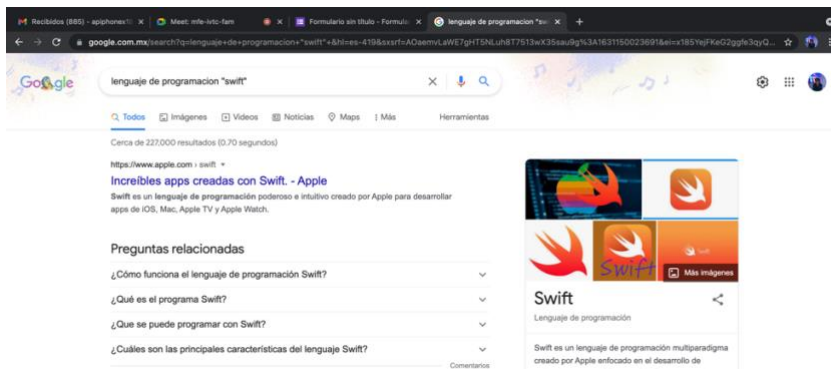 Recibidos (885) - apiphonex1
Meet: mfe-ivtc-fam
Formulario sin título - Formula
lenguaje de programacion "sw
google.com.mx/search?q=lenguaje+de+programacion+"swift"+&hl=es-419&sxsrf=
Google
lenguaje de programacion "swift"
Todos Imágenes Videos Noticias Maps Más Herramientas
Cerca de 227,000 resultados (0.70 segundos)
https://www.apple.com › swift
Increíbles apps creadas con Swift. - Apple
Swift es un lenguaje de programación poderoso e intuitivo creado por Apple para desarrollar
apps de iOS, Mac, Apple TV y Apple Watch.
Preguntas relacionadas
¿Cómo funciona el lenguaje de programación Swift?
¿Qué es el programa Swift?
¿Que se puede programar con Swift?
¿Cuáles son las principales características del lenguaje Swift?
Comentarios
Swift
Swift
Más imágenes
Swift
Lenguaje de programación
Swift es un lenguaje de programación multiparadigma
creado por Apple enfocado en el desarrollo de